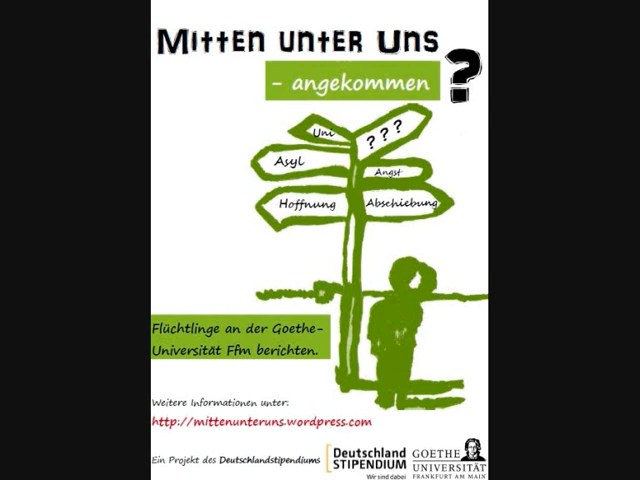 Mitten unter Uns
- angekommen ?
Uni
? ? ?
Asyl
Angst
Hoffnung
Abschiebung
Flüchtlinge an der Goethe-
Universität Ffm berichten.
Weitere Informationen unter:
http://mittenunteruns.wordpress.com
Ein Projekt des Deutschlandstipendiums
Deutschland
STIPENDIUM
Wir sind dabei
GOETHE
UNIVERSITÄT
FRANKFURT AM MAIN